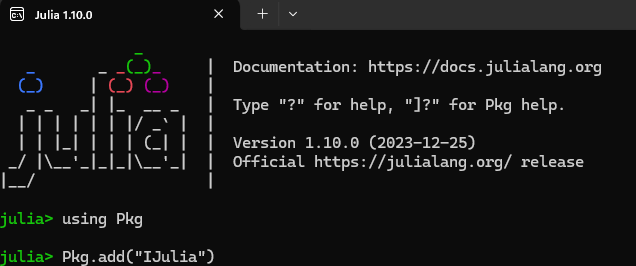 Julia 1.10.0
Documentation: https://docs.julialang.org
Type "?" for help, "]?" for Pkg help.
Version 1.10.0 (2023-12-25)
Official https://julialang.org/ release
julia
julia> using Pkg
julia> Pkg.add("IJulia")